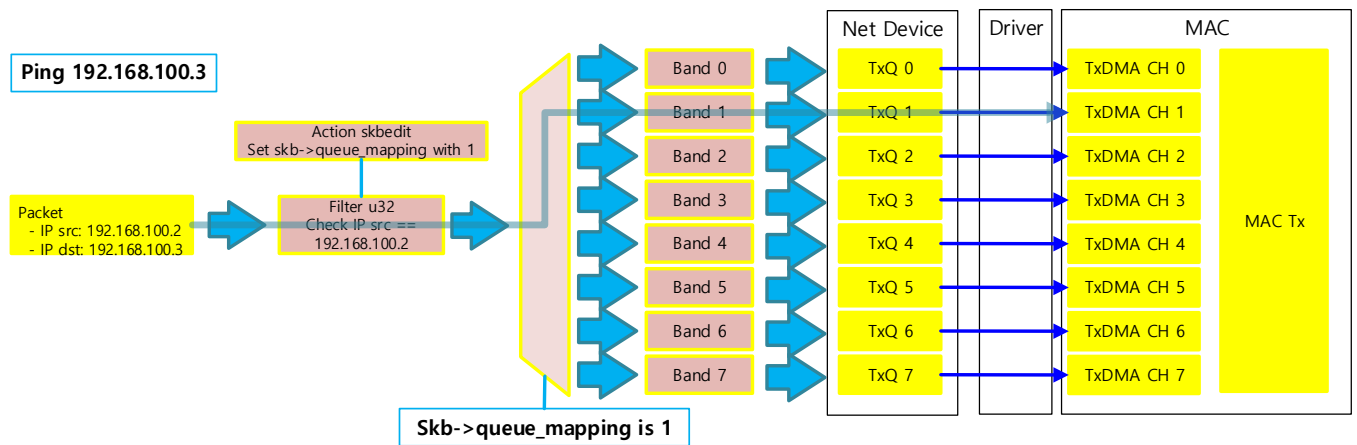 Net Device
Driver
MAC
Ping 192.168.100.3
Action skbedit
Set skb->queue_mapping with 1
Packet
- IP src: 192.168.100.2
- IP dst: 192.168.100.3
Filter u32
Check IP src ==
192.168.100.2
Band 0
Band 1
Band 2
Band 3
Band 4
Band 5
Band 6
Band 7
TxQ 0
TxQ 1
TxQ 2
TxQ 3
TxQ 4
TxQ 5
TxQ 6
TxQ 7
TxDMA CH 0
TxDMA CH 1
TxDMA CH 2
TxDMA CH 3
TxDMA CH 4
TxDMA CH 5
TxDMA CH 6
TxDMA CH 7
MAC Tx
Skb->queue_mapping is 1